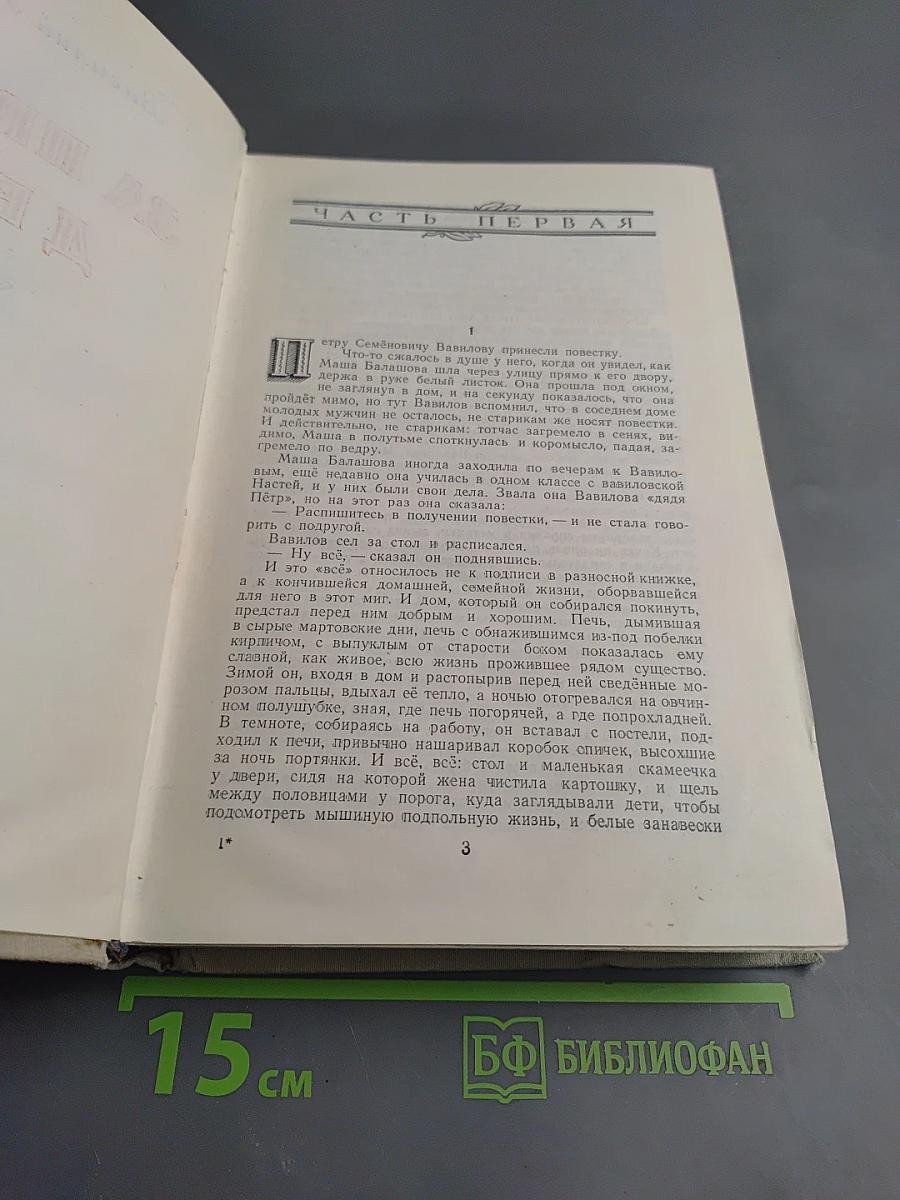 ЧАСТЬ ПЕРВАЯ
1
Петру Семёновичу Вавилову принесли повестку.
Что-то сжалось в душе у него, когда он увидел, как
Маша Балашова шла через улицу прямо к его двору,
держа в руке белый листок. Она прошла под окном,
не заглянув в дом, и на секунду показалось, что она
пройдёт мимо, но тут Вавилов вспомнил, что в соседнем доме
молодых мужчин не осталось, не старикам же носят повестки.
И действительно, не старикам: тотчас загремело в сенях, ви-
димо, Маша в полутьме споткнулась и коромысло, падая, за-
гремело по ведру.
Маша Балашова иногда заходила по вечерам к Вавило-
вым, ещё недавно она училась в одном классе с вавиловской
Настей, и у них были свои дела. Звала она Вавилова «дядя
Пётр», но на этот раз она сказала:
— Распишитесь в получении повестки, — и не стала гово-
рить с подругой.
Вавилов сел за стол и расписался.
— Ну всё, — сказал он поднявшись.
И это «всё» относилось не к подписи в разносной книжке,
а к кончившейся домашней, семейной жизни, оборвавшейся
для него в этот миг. И дом, который он собирался покинуть,
предстал перед ним добрым и хорошим. Печь, дымившая
в сырые мартовские дни, печь с обнажившимся из-под побелки
кирпичом, с выпуклым от старости боком показалась ему
славной, как живое, всю жизнь прожившее рядом существо.
Зимой он, входя в дом и растопырив перед ней сведённые мо-
розом пальцы, вдыхал её тепло, а ночью отогревался на овчин-
ном полушубке, зная, где печь погорячей, а где попрохладней.
В темноте, собираясь на работу, он вставал с постели, под-
ходил к печи, привычно нашаривал коробок спичек, высохшие
за ночь портянки. И всё, всё: стол и маленькая скамеечка
у двери, сидя на которой жена чистила картошку, и щель
между половицами у порога, куда заглядывали дети, чтобы
подсмотреть мышиную подпольную жизнь, и белые занавески
1*
3
15 см
БФ БИБЛИОФАН